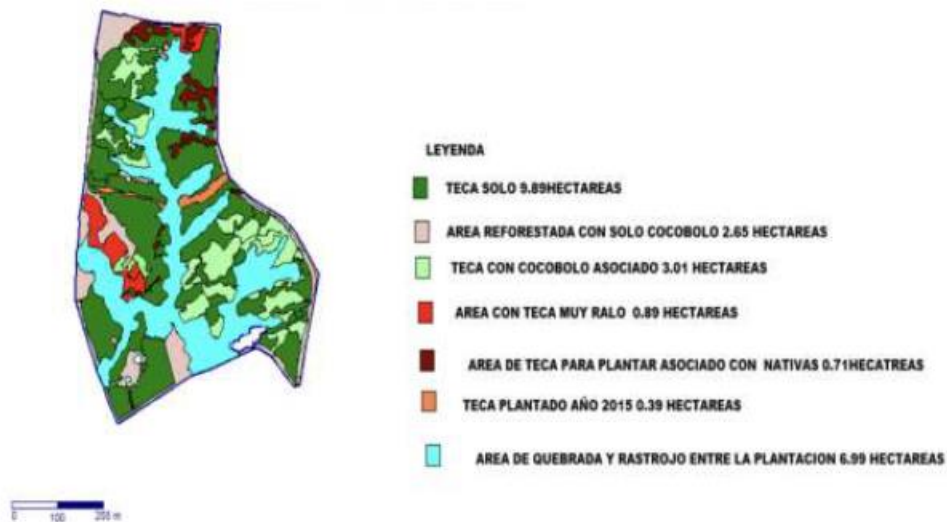 LEYENDA
TECA SOLO 9.89HECTAREAS
AREA REFORESTADA CON SOLO COCOBOLO 2.65 HECTAREAS
TECA CON COCOBOLO ASOCIADO 3.01 HECTAREAS
AREA CON TECA MUY RALO 0.89 HECTAREAS
AREA DE TECA PARA PLANTAR ASOCIADO CON NATIVAS 0.71HECATREAS
TECA PLANTADO AÑO 2015 0.39 HECTAREAS
AREA DE QUEBRADA Y RASTROJO ENTRE LA PLANTACION 6.99 HECTAREAS
0 100 m